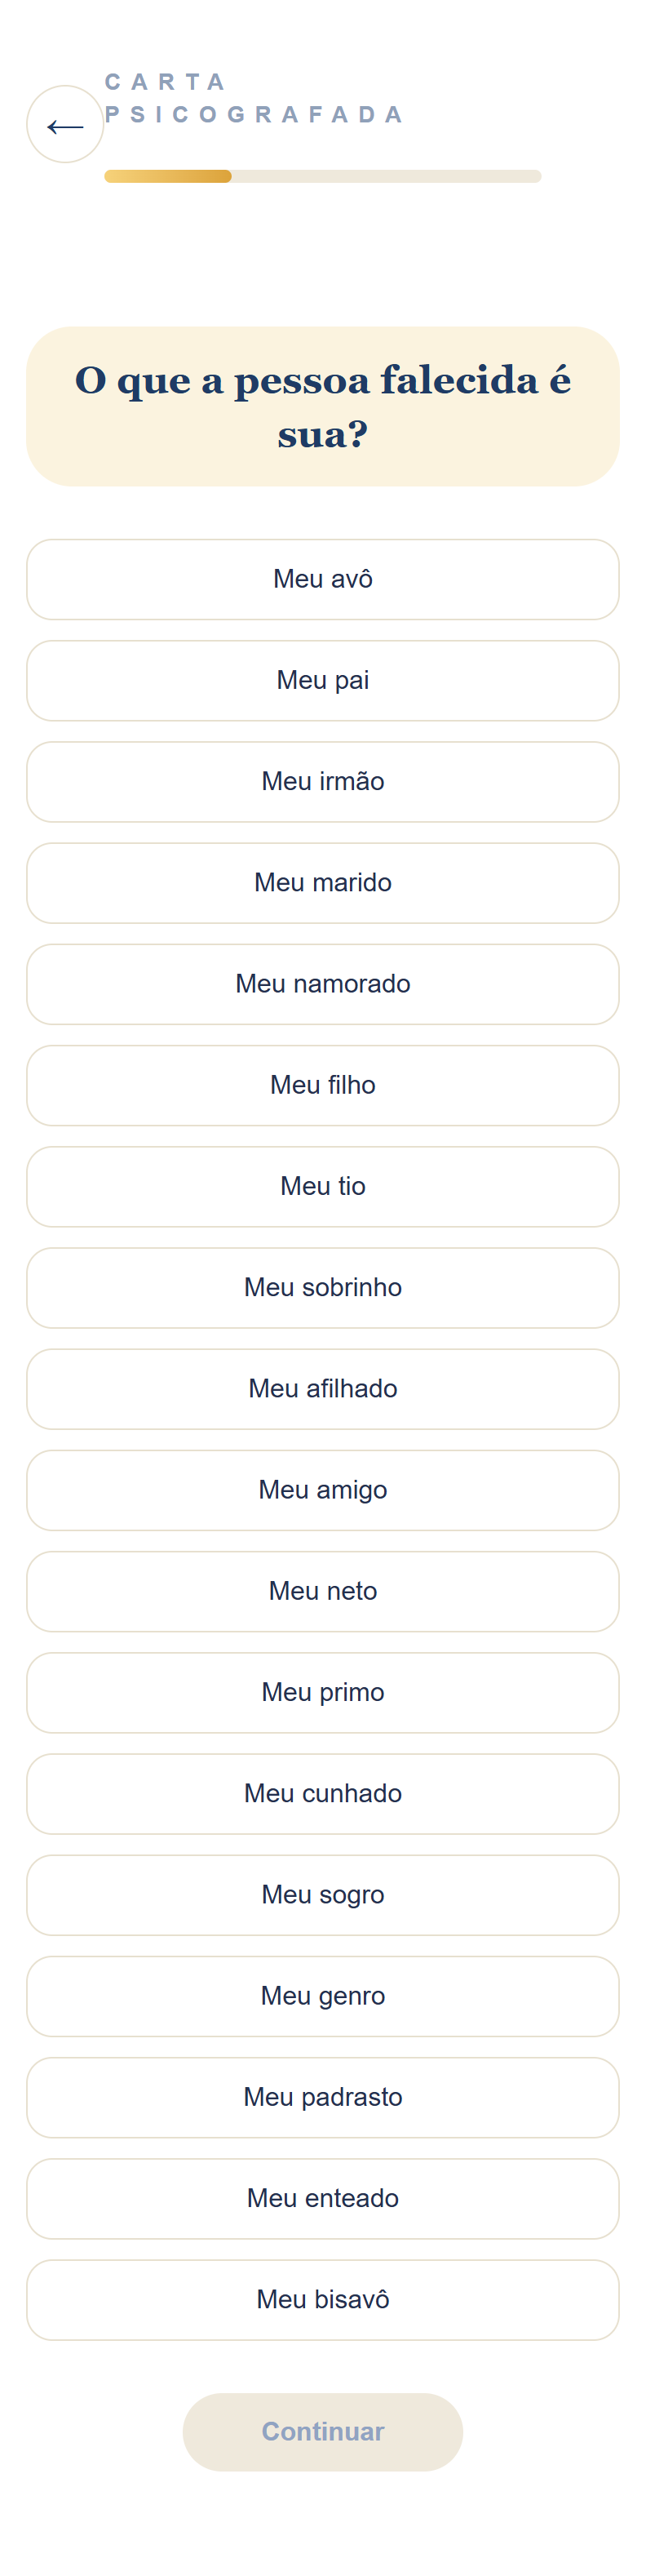 CARTA
PSICOGRAFADA
←
O que a pessoa falecida é
sua?
Meu avô
Meu pai
Meu irmão
Meu marido
Meu namorado
Meu filho
Meu tio
Meu sobrinho
Meu afilhado
Meu amigo
Meu neto
Meu primo
Meu cunhado
Meu sogro
Meu genro
Meu padrasto
Meu enteado
Meu bisavô
Continuar